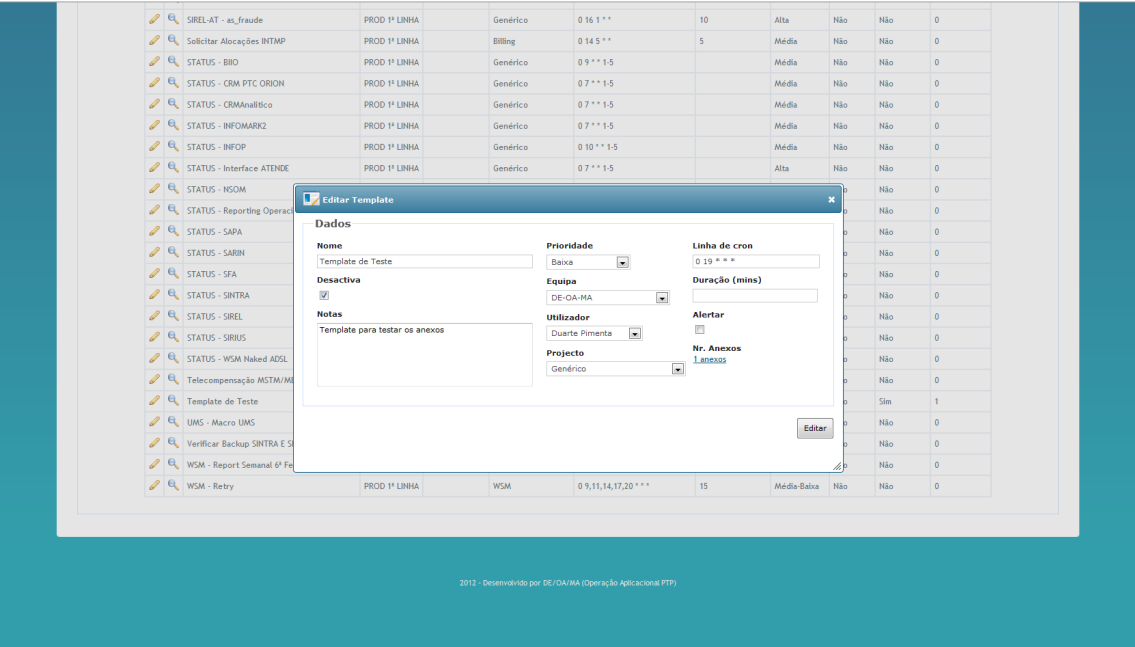 SIREL-AT - as_fraude PROD 1ª LINHA Genérico 0 16 1 * * 10 Alta Não Não 0
Solicitar Alocações INTMP PROD 1ª LINHA Billing 0 14 5 * * 5 Média Não Não 0
STATUS - BIIO PROD 1ª LINHA Genérico 0 9 * * 1-5 Média Não Não 0
STATUS - CRM PTC ORION PROD 1ª LINHA Genérico 0 7 * * 1-5 Média Não Não 0
STATUS - CRMAnalitico PROD 1ª LINHA Genérico 0 7 * * 1-5 Média Não Não 0
STATUS - INFOMARK2 PROD 1ª LINHA Genérico 0 7 * * 1-5 Média Não Não 0
STATUS - INFOP PROD 1ª LINHA Genérico 0 10 * * 1-5 Média Não Não 0
STATUS - Interface ATENDE PROD 1ª LINHA Genérico 0 7 * * 1-5 Alta Não Não 0
STATUS - NSOM Não 0
STATUS - Reporting Operaci Não 0
STATUS - SAPA Não 0
STATUS - SARIN Não 0
STATUS - SFA Não 0
STATUS - SINTRA Não 0
STATUS - SIREL Não 0
STATUS - SIRIUS Não 0
STATUS - WSM Naked ADSL Não 0
Telecompensação MSTM/ME Não 0
Template de Teste Sim 1
UMS - Macro UMS Não 0
Verificar Backup SINTRA E SI Não 0
WSM - Report Semanal 6ª Fe Não 0
WSM - Retry PROD 1ª LINHA WSM 0 9,11,14,17,20 * * * 15 Média-Baixa Não Não 0
Editar Template
Dados
Nome
Template de Teste
Desactiva
Notas
Template para testar os anexos
Prioridade
Baixa
Equipa
DE-OA-MA
Utilizador
Duarte Pimenta
Projecto
Genérico
Linha de cron
0 19 * * *
Duração (mins)
Alertar
Nr. Anexos
1 anexos
Editar
2012 - Desenvolvido por DE/OA/MA (Operação Aplicacional PTP)